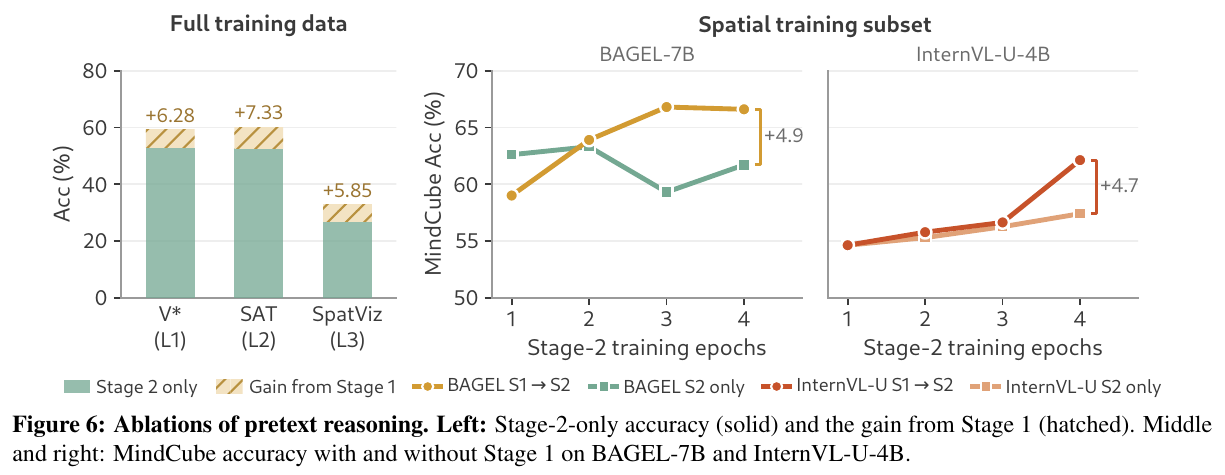 Full training data
Spatial training subset
BAGEL-7B
InternVL-U-4B
Acc (%)
80
60
40
20
0
+6.28
+7.33
+5.85
V*
(L1)
SAT
(L2)
SpatViz
(L3)
MindCube Acc (%)
70
65
60
55
50
+4.9
1 2 3 4
Stage-2 training epochs
+4.7
1 2 3 4
Stage-2 training epochs
Stage 2 only Gain from Stage 1 BAGEL S1 → S2 BAGEL S2 only InternVL-U S1 → S2 InternVL-U S2 only
Figure 6: Ablations of pretext reasoning. Left: Stage-2-only accuracy (solid) and the gain from Stage 1 (hatched). Middle
and right: MindCube accuracy with and without Stage 1 on BAGEL-7B and InternVL-U-4B.